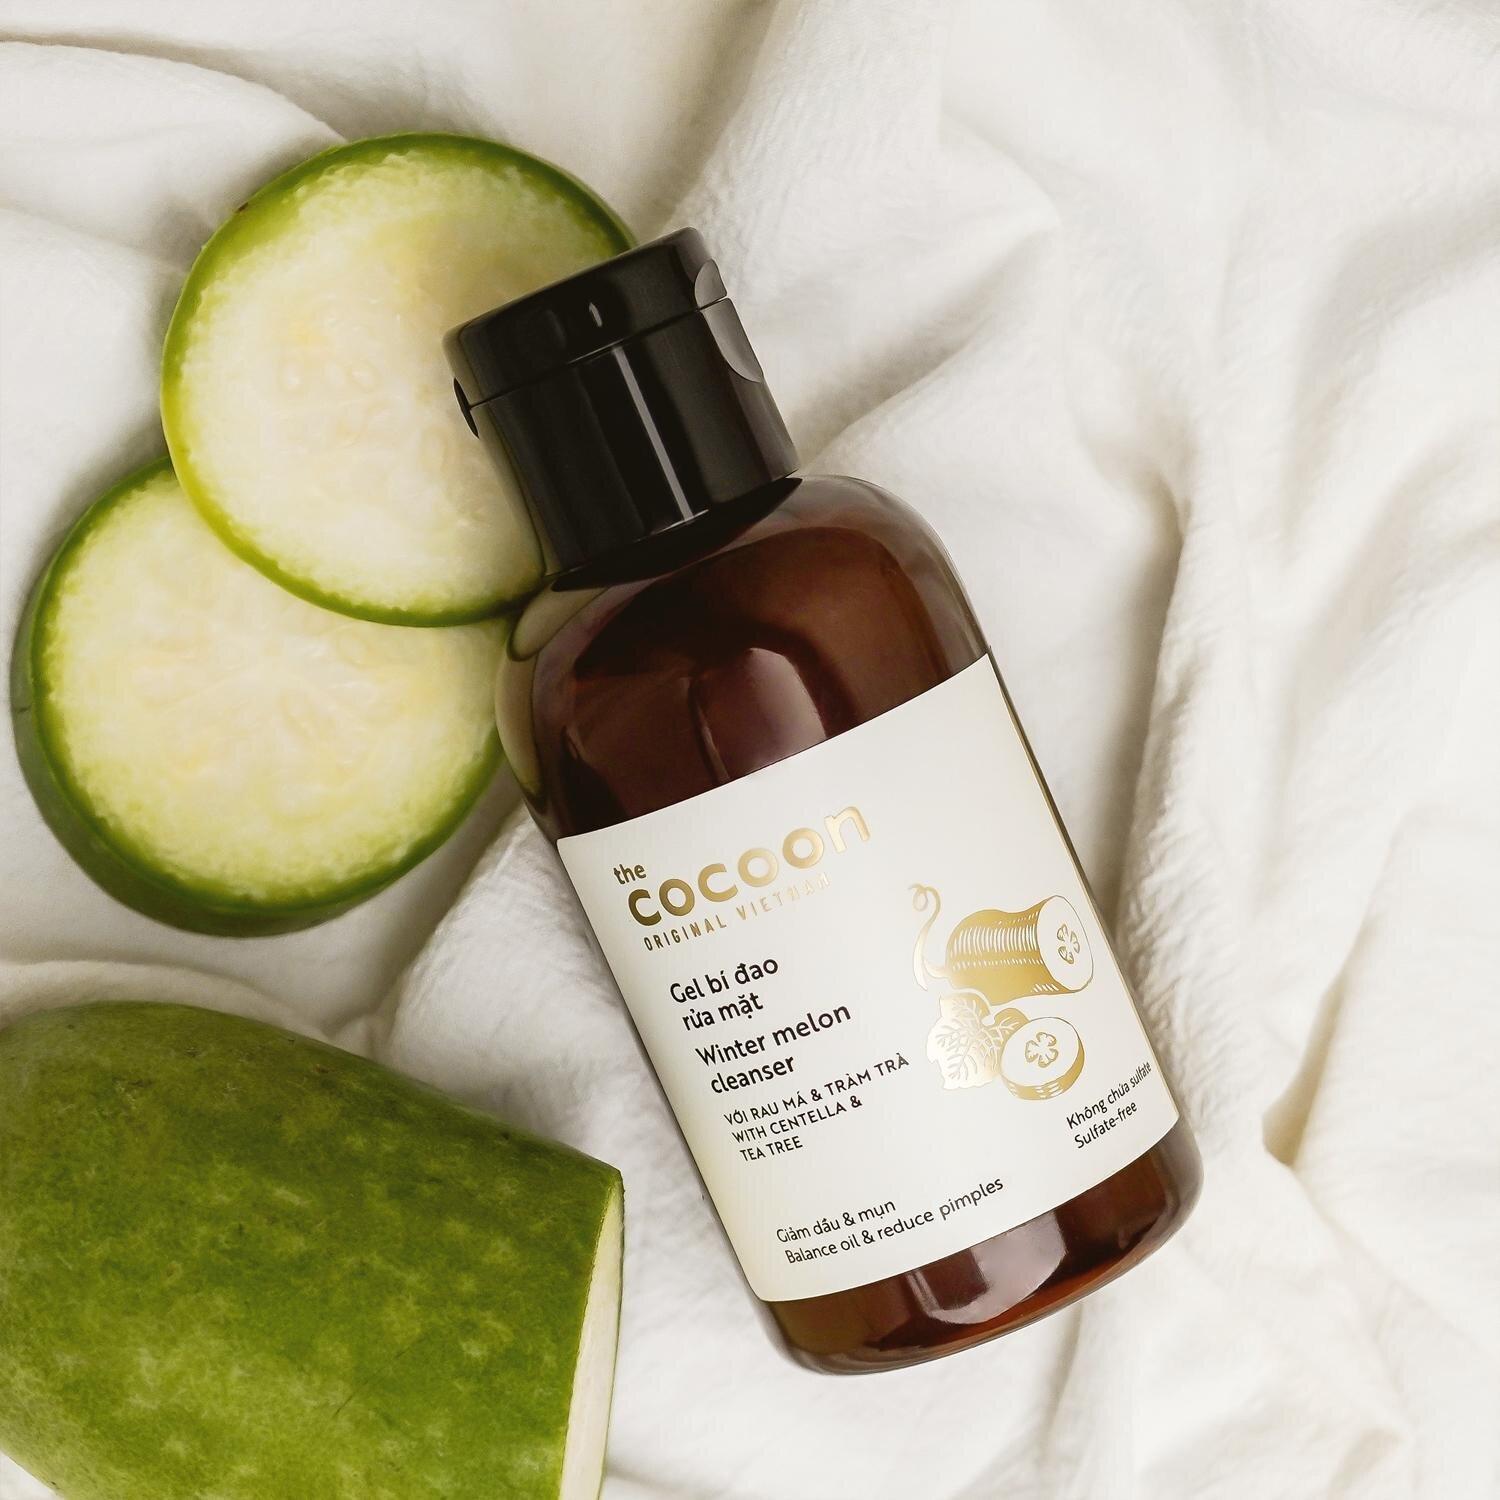 the
cocoon
ORIGINAL VIETNAM
Gel bí đao
rửa mặt
Winter melon
cleanser
VỚI RAU MÁ & TRÀM TRÀ
WITH CENTELLA &
TEA TREE
Không chứa sulfate
Sulfate-free
Giảm dầu & mụn
Balance oil & reduce pimples